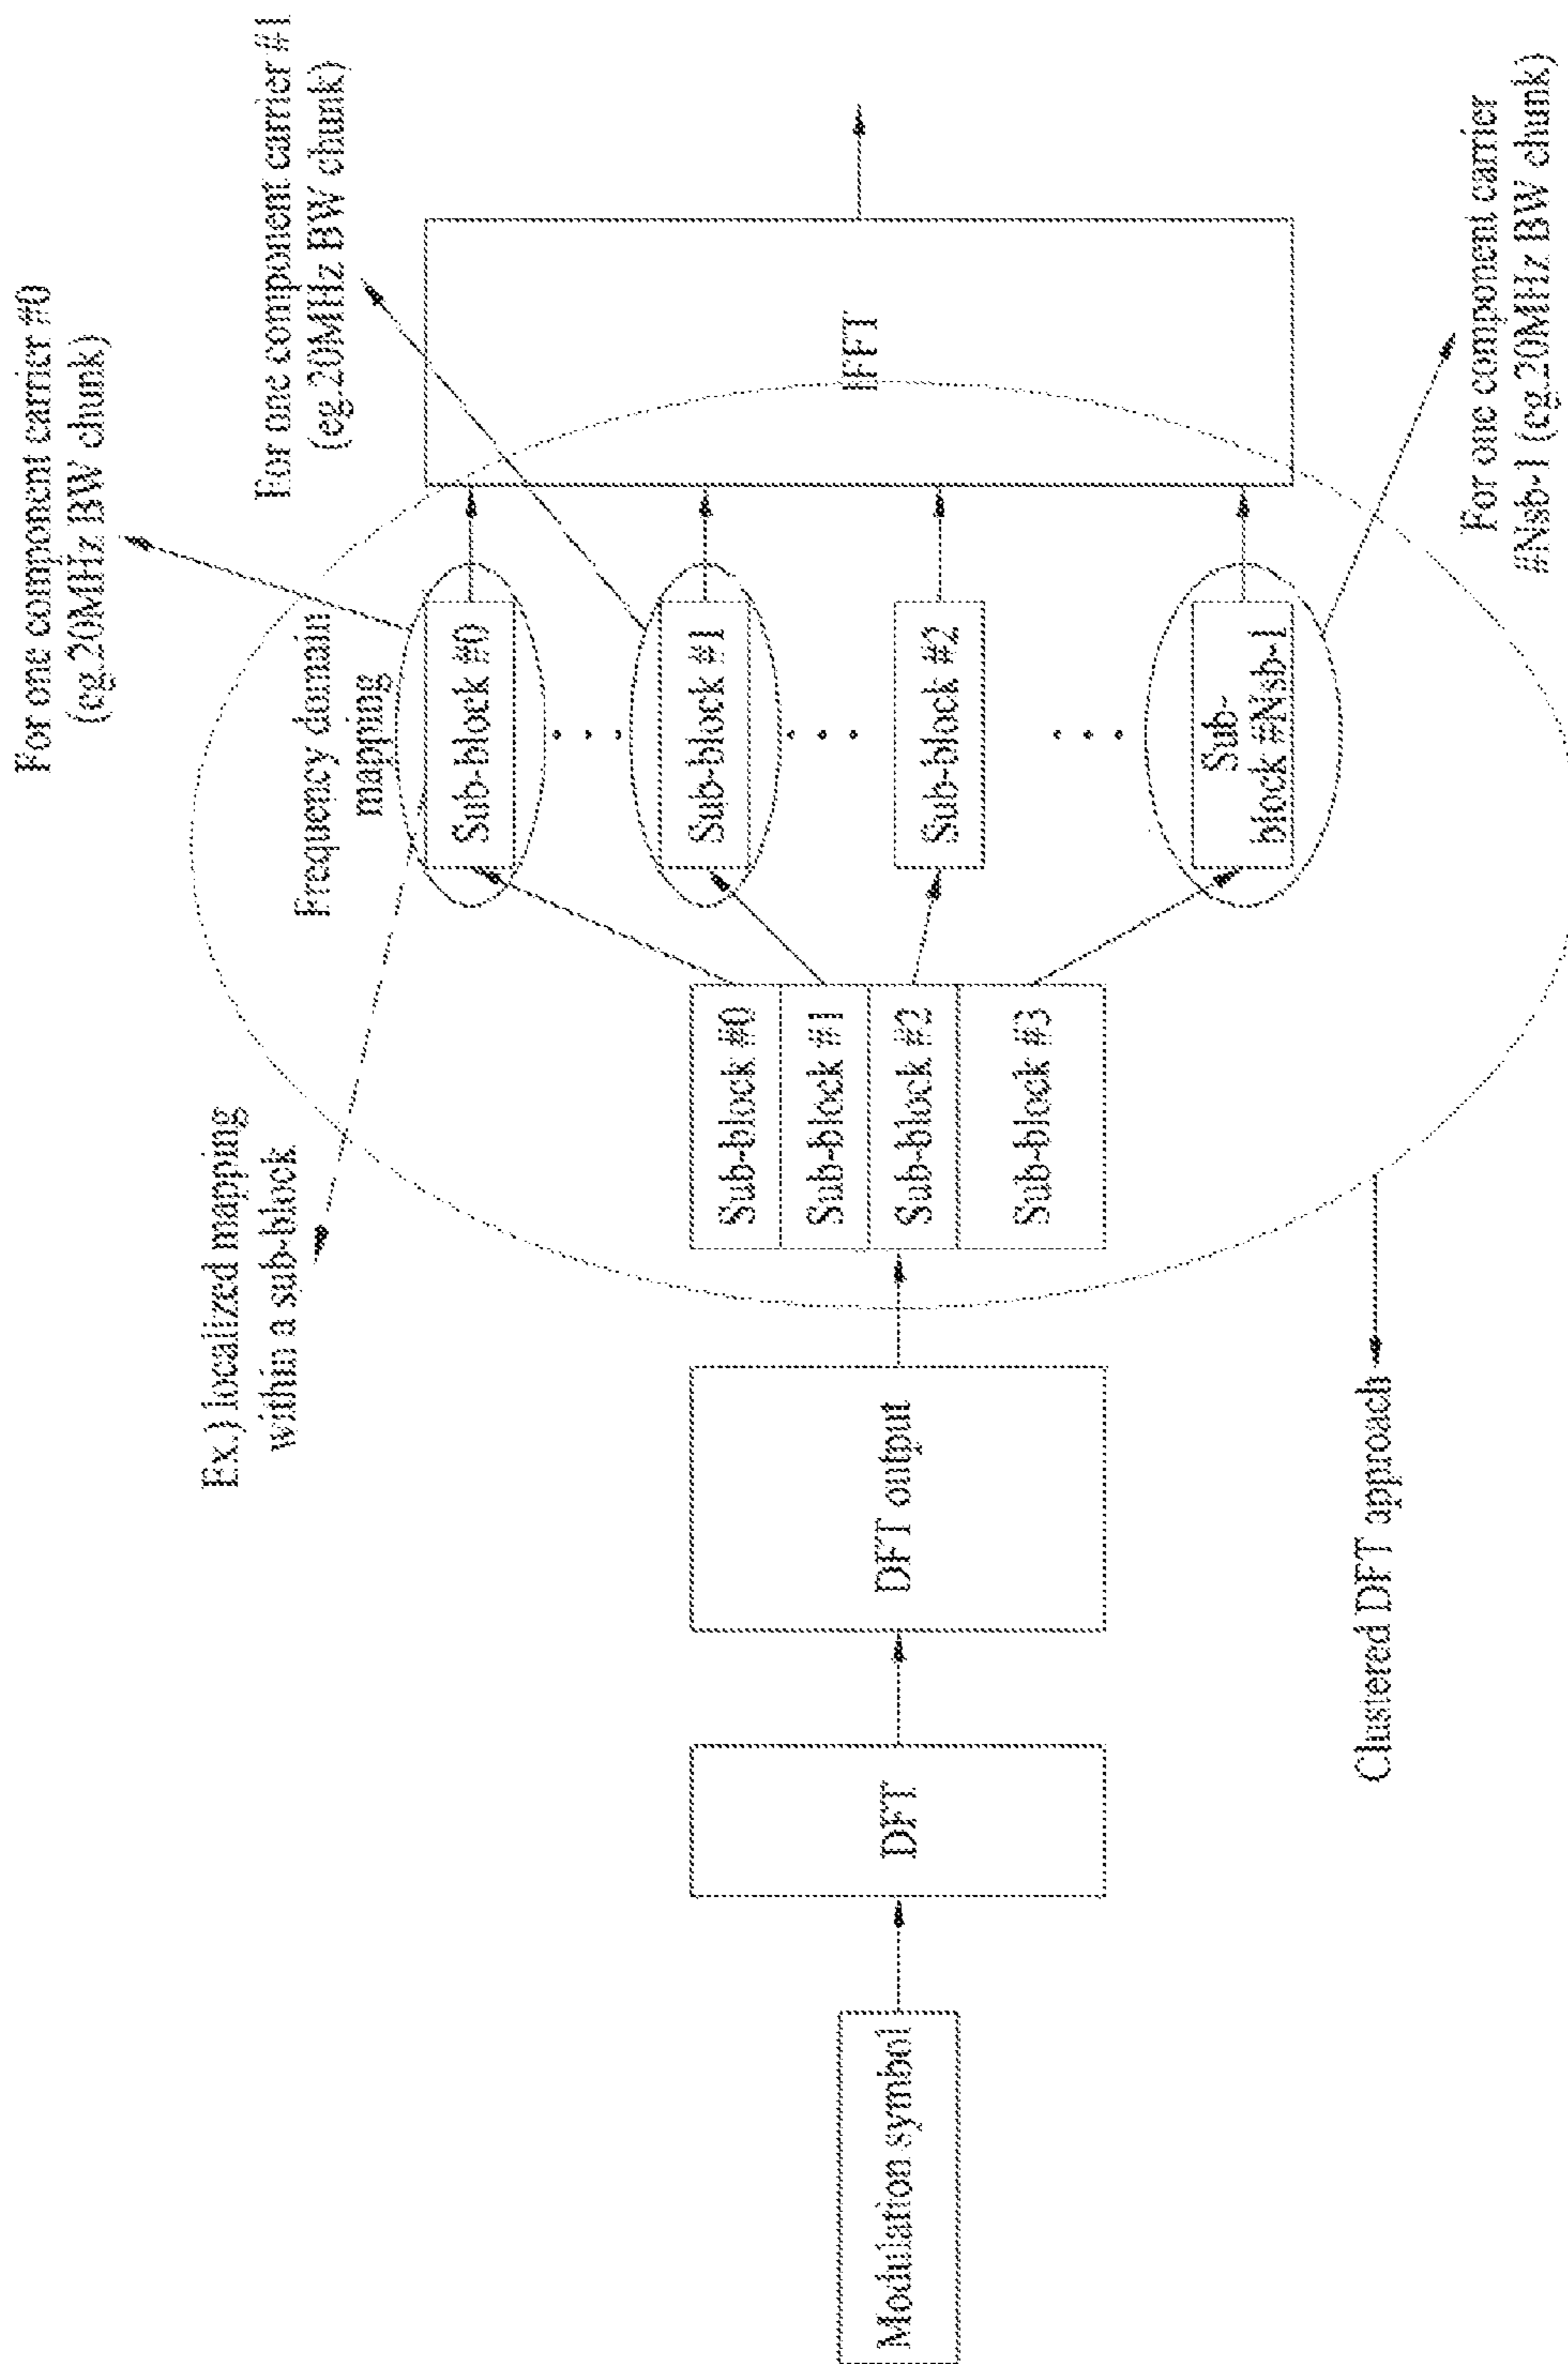 For one component carrier #0
(eg.20MHz BW chunk)
For one component carrier #1
(eg.20MHz BW chunk)
Ex.) localized mapping
within a sub-block
Frequency domain
mapping
Modulation symbol
DFT
DFT output
Sub-block #0
Sub-block #1
Sub-block #2
Sub-block #3
Sub-block #0
Sub-block #1
Sub-block #2
Sub-
block #Nsb-1
IFFT
Clustered DFT approach
For one component carrier
#Nsb-1 (eg.20MHz BW chunk)